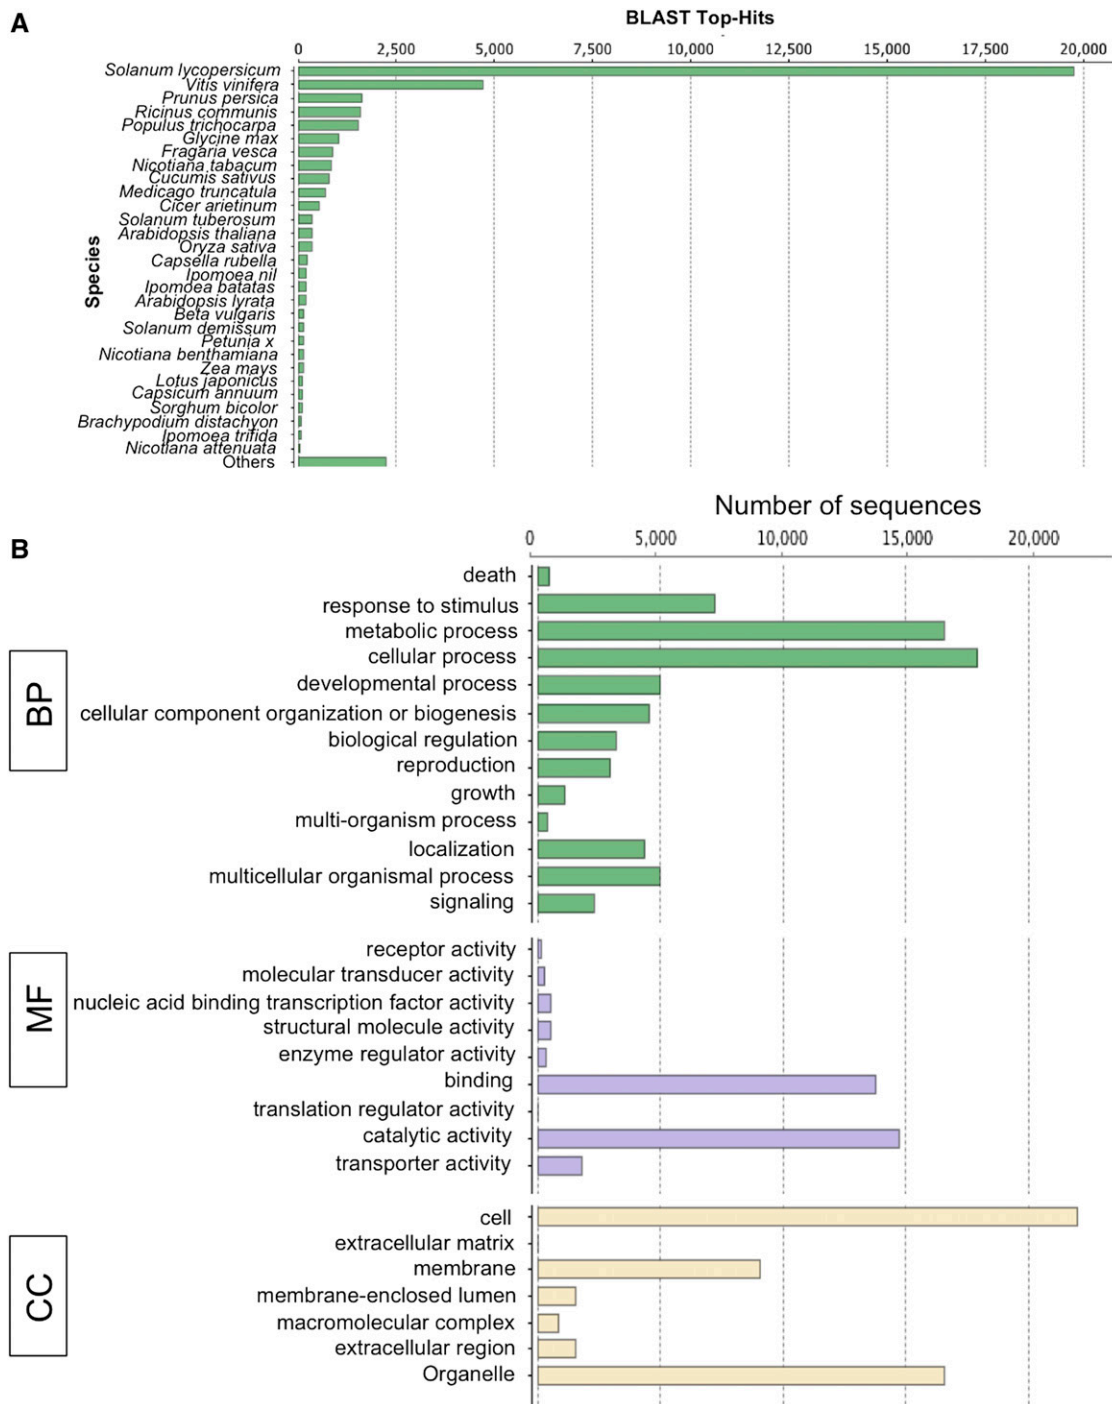 A
BLAST Top-Hits
0 2,500 5,000 7,500 10,000 12,500 15,000 17,500 20,000
Species
Solanum lycopersicum
Vitis vinifera
Prunus persica
Ricinus communis
Populus trichocarpa
Glycine max
Fragaria vesca
Nicotiana tabacum
Cucumis sativus
Medicago truncatula
Cicer arietinum
Solanum tuberosum
Arabidopsis thaliana
Oryza sativa
Capsella rubella
Ipomoea nil
Ipomoea batatas
Arabidopsis lyrata
Beta vulgaris
Solanum demissum
Petunia x
Nicotiana benthamiana
Zea mays
Lotus japonicus
Capsicum annuum
Sorghum bicolor
Brachypodium distachyon
Ipomoea trifida
Nicotiana attenuata
Others
B
Number of sequences
0 5,000 10,000 15,000 20,000
BP
death
response to stimulus
metabolic process
cellular process
developmental process
cellular component organization or biogenesis
biological regulation
reproduction
growth
multi-organism process
localization
multicellular organismal process
signaling
MF
receptor activity
molecular transducer activity
nucleic acid binding transcription factor activity
structural molecule activity
enzyme regulator activity
binding
translation regulator activity
catalytic activity
transporter activity
CC
cell
extracellular matrix
membrane
membrane-enclosed lumen
macromolecular complex
extracellular region
Organelle